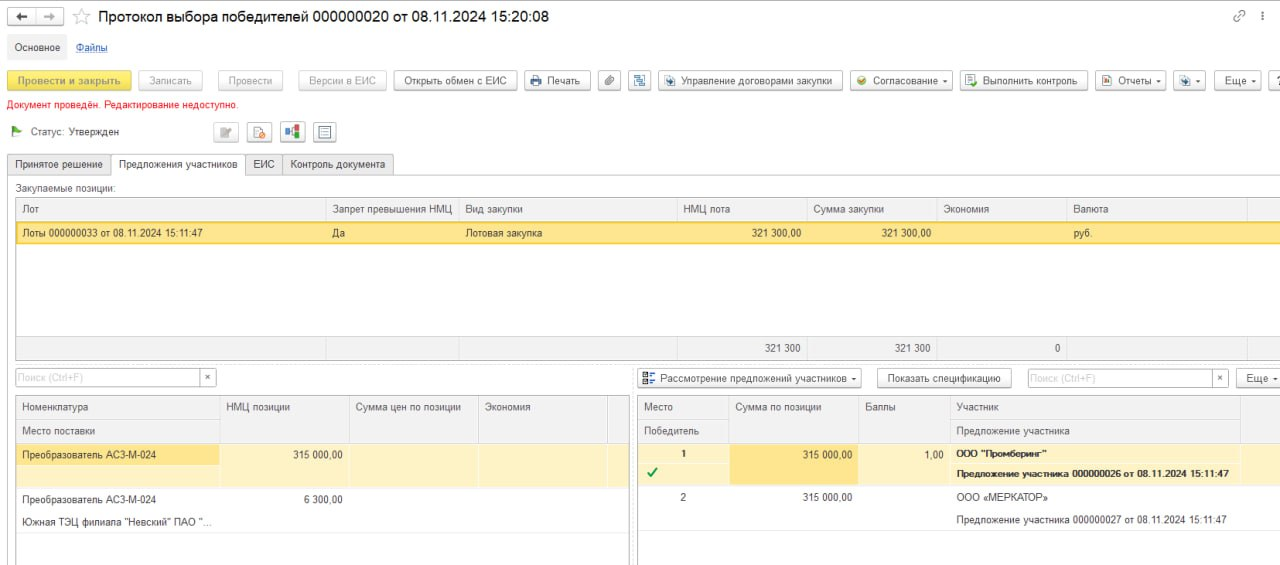 Протокол выбора победителей 000000020 от 08.11.2024 15:20:08
Основное Файлы
Провести и закрыть Записать Провести Версии в ЕИС Открыть обмен с ЕИС Печать Управление договорами закупки Согласование Выполнить контроль Отчеты Еще ?
Документ проведён. Редактирование недоступно.
Статус: Утвержден
Принятое решение Предложения участников ЕИС Контроль документа
Закупаемые позиции:
Лот Запрет превышения НМЦ Вид закупки НМЦ лота Сумма закупки Экономия Валюта
Лоты 000000033 от 08.11.2024 15:11:47 Да Лотовая закупка 321 300,00 321 300,00 руб.
321 300 321 300 0
Поиск (Ctrl+F) × Рассмотрение предложений участников Показать спецификацию Поиск (Ctrl+F) × Еще
Номенклатура НМЦ позиции Сумма цен по позиции Экономия Место Сумма по позиции Баллы Участник
Место поставки Победитель Предложение участника
Преобразователь АСЗ-М-024 315 000,00 1 315 000,00 1,00 ООО "Промберинг"
Предложение участника 000000026 от 08.11.2024 15:11:47
Преобразователь АСЗ-М-024 6 300,00 2 315 000,00 ООО «МЕРКАТОР»
Южная ТЭЦ филиала "Невский" ПАО "... Предложение участника 000000027 от 08.11.2024 15:11:47